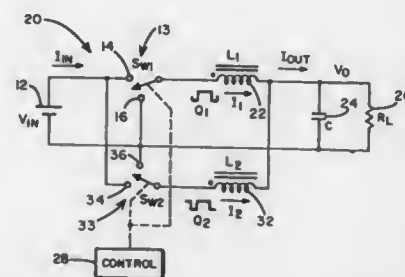 20
13
SW1
L1
IIN
14
IOUT
VO
12
VIN
16
Q1
I1
22
24
C
RL
26
36
L2
34
SW2
33
Q2
I2
32
28
CONTROL